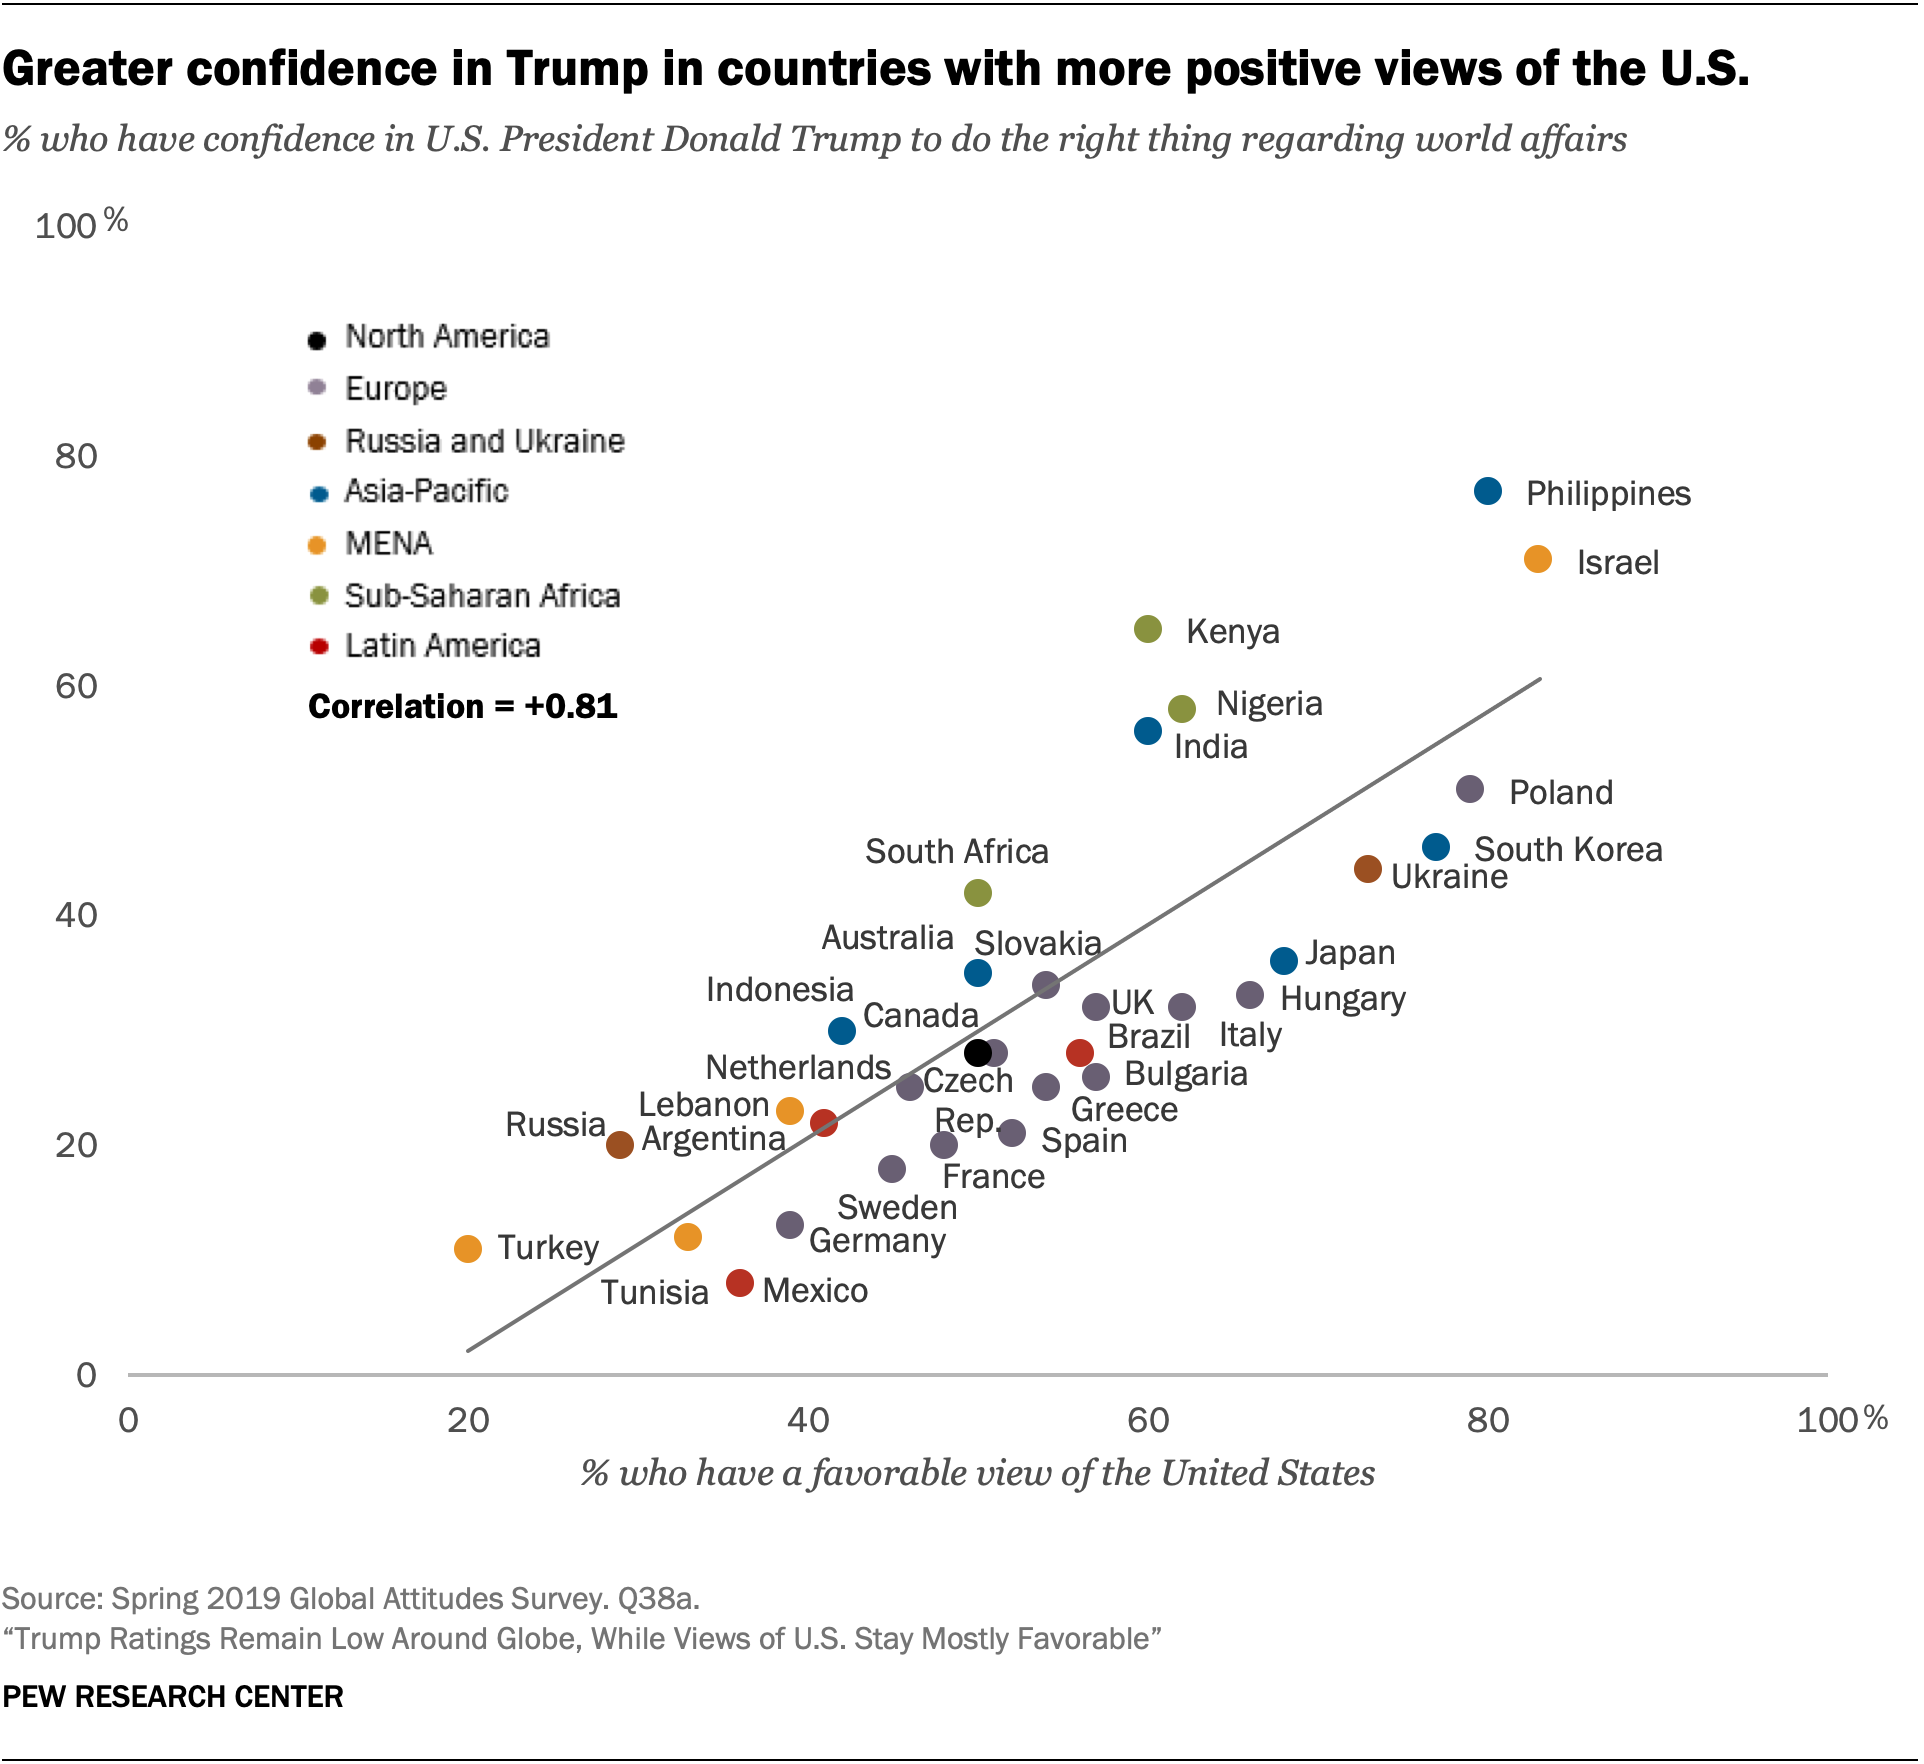 Greater confidence in Trump in countries with more positive views of the U.S.
% who have confidence in U.S. President Donald Trump to do the right thing regarding world affairs
100 %
North America
Europe
Russia and Ukraine
80
Asia-Pacific
Philippines
MENA
Israel
Sub-Saharan Africa
Kenya
Latin America
60
Correlation = +0.81
Nigeria
India
Poland
South Africa
South Korea
Ukraine
40
Australia
Slovakia
Japan
Indonesia
Canada
UK
Hungary
Brazil
Italy
Netherlands
Czech
Rep.
Bulgaria
Lebanon
Greece
Russia
Argentina
Spain
20
France
Sweden
Germany
Turkey
Tunisia
Mexico
0
0 20 40 60 80 100 %
% who have a favorable view of the United States
Source: Spring 2019 Global Attitudes Survey. Q38a.
“Trump Ratings Remain Low Around Globe, While Views of U.S. Stay Mostly Favorable”
PEW RESEARCH CENTER